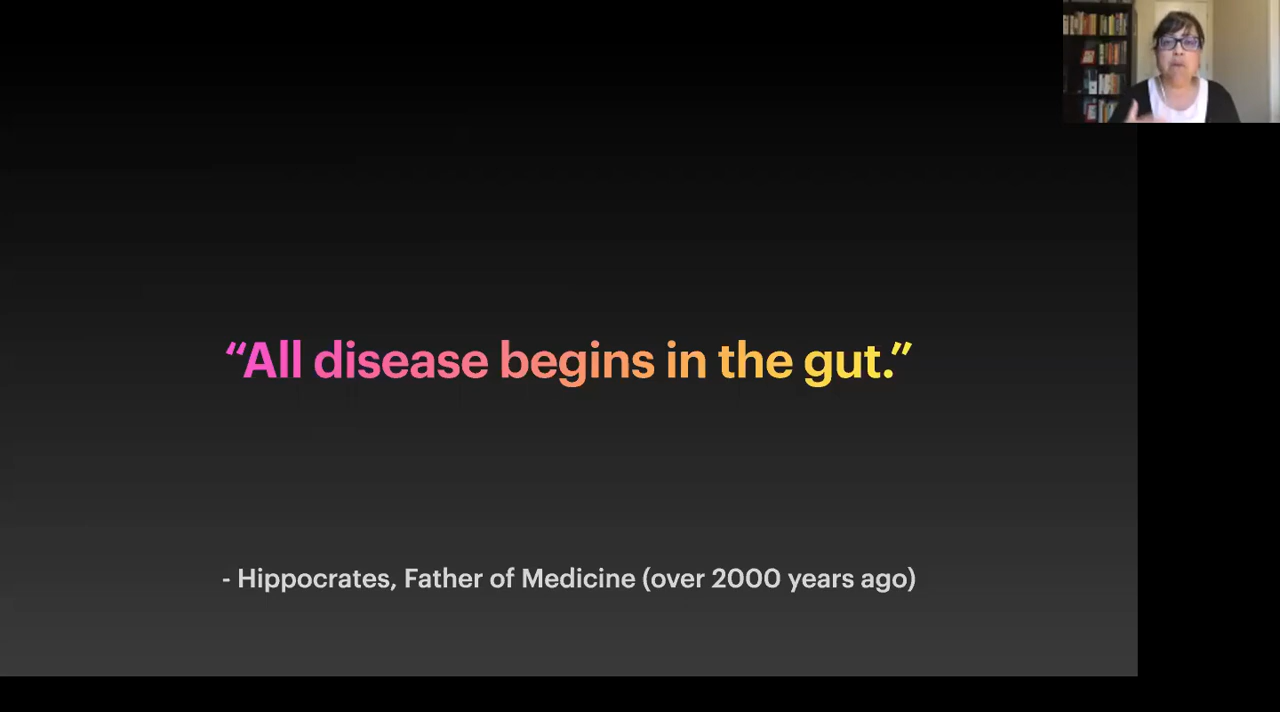 “All disease begins in the gut.”
- Hippocrates, Father of Medicine (over 2000 years ago)